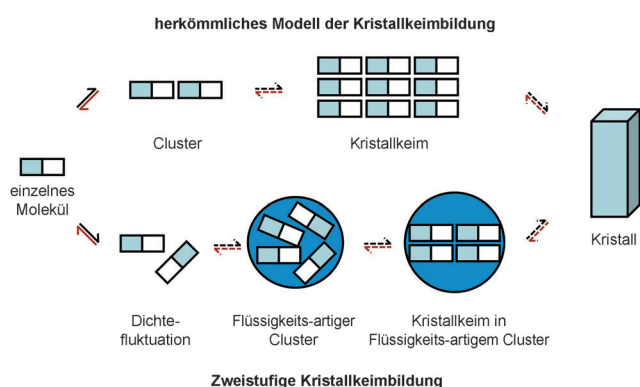 herkömmliches Modell der Kristallkeimbildung
Cluster
Kristallkeim
einzelnes
Molekül
Kristall
Dichte-
fluktuation
Flüssigkeits-artiger
Cluster
Kristallkeim in
Flüssigkeits-artigem Cluster
Zweistufige Kristallkeimbildung